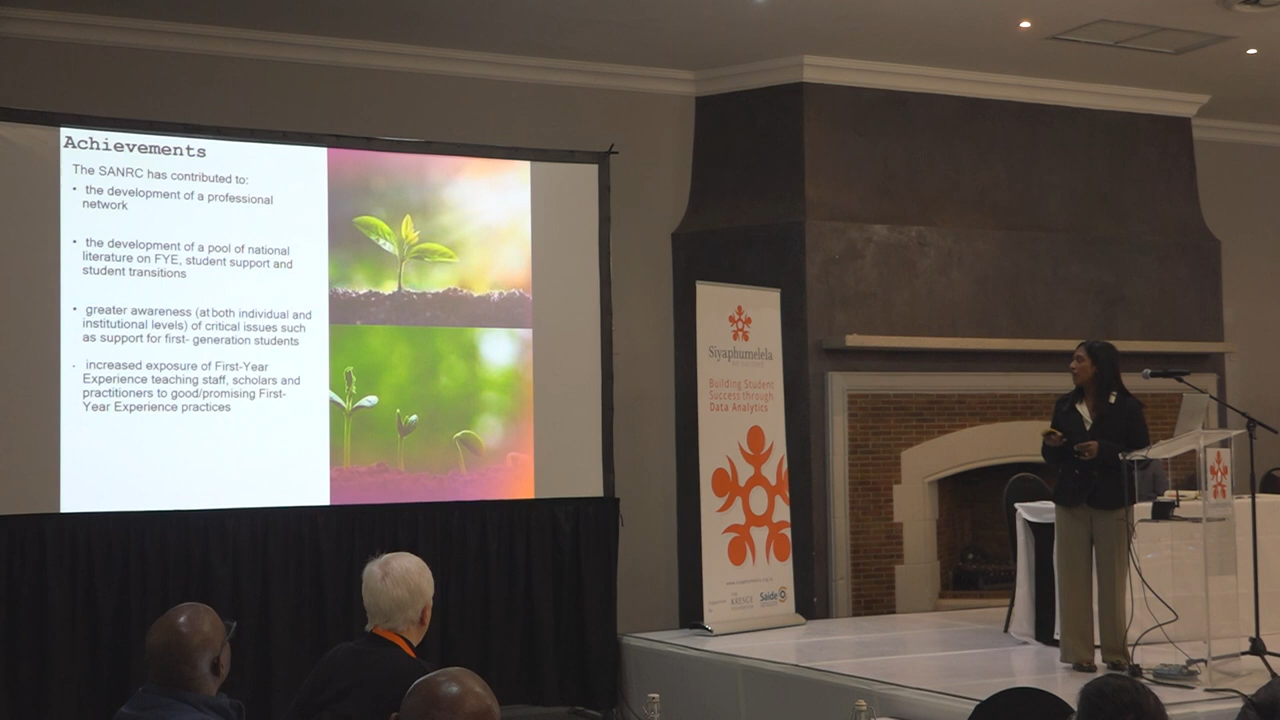 Achievements
The SANRC has contributed to:
• the development of a professional
network
• the development of a pool of national
literature on FYE, student support and
student transitions
• greater awareness (at both individual and
institutional levels) of critical issues such
as support for first- generation students
. increased exposure of First-Year
Experience teaching staff, scholars and
practitioners to good/promising First-
Year Experience practices
Siyaphumelela
Building Student
Success through
Data Analytics
KRESGE
Saide